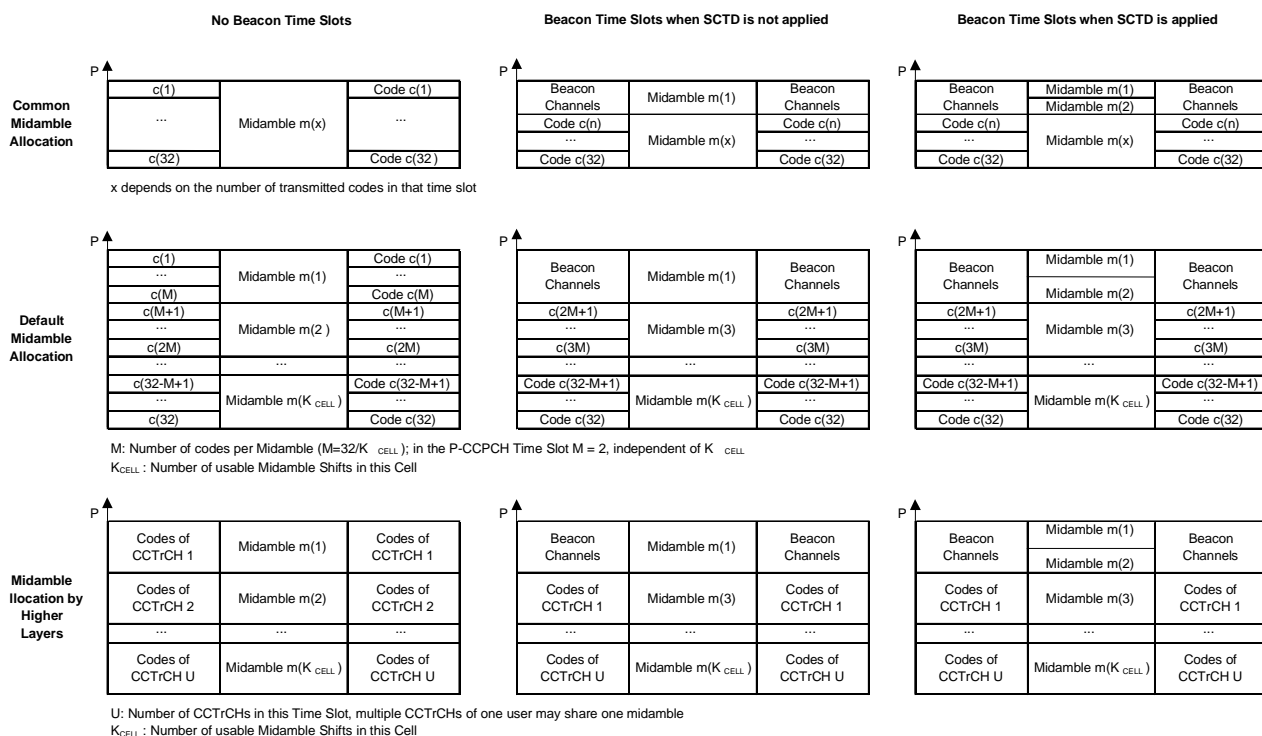 No Beacon Time Slots
Beacon Time Slots when SCTD is not applied
Beacon Time Slots when SCTD is applied
Common
Midamble
Allocation
P
c(1)
...
c(32)
Midamble m(x)
Code c(1)
...
Code c(32)
x depends on the number of transmitted codes in that time slot
P
Beacon
Channels
Code c(n)
...
Code c(32)
Midamble m(1)
Midamble m(x)
Beacon
Channels
Code c(n)
...
Code c(32)
P
Beacon
Channels
Code c(n)
...
Code c(32)
Midamble m(1)
Midamble m(2)
Midamble m(x)
Beacon
Channels
Code c(n)
...
Code c(32)
Default
Midamble
Allocation
P
c(1)
...
c(M)
c(M+1)
...
c(2M)
...
c(32-M+1)
...
c(32)
Midamble m(1)
Midamble m(2)
...
Midamble m(K CELL)
Code c(1)
...
Code c(M)
c(M+1)
...
c(2M)
...
Code c(32-M+1)
...
Code c(32)
P
Beacon
Channels
c(2M+1)
...
c(3M)
...
Code c(32-M+1)
...
Code c(32)
Midamble m(1)
Midamble m(3)
...
Midamble m(K CELL)
Beacon
Channels
c(2M+1)
...
c(3M)
...
Code c(32-M+1)
...
Code c(32)
P
Beacon
Channels
c(2M+1)
...
c(3M)
...
Code c(32-M+1)
...
Code c(32)
Midamble m(1)
Midamble m(2)
Midamble m(3)
...
Midamble m(K CELL)
Beacon
Channels
c(2M+1)
...
c(3M)
...
Code c(32-M+1)
...
Code c(32)
M: Number of codes per Midamble (M=32/K CELL); in the P-CCPCH Time Slot M = 2, independent of K CELL
KCELL : Number of usable Midamble Shifts in this Cell
Midamble
llocation by
Higher
Layers
P
Codes of
CCTrCH 1
Codes of
CCTrCH 2
...
Codes of
CCTrCH U
Midamble m(1)
Midamble m(2)
...
Midamble m(K CELL)
Codes of
CCTrCH 1
Codes of
CCTrCH 2
...
Codes of
CCTrCH U
P
Beacon
Channels
Codes of
CCTrCH 1
...
Codes of
CCTrCH U
Midamble m(1)
Midamble m(3)
...
Midamble m(K CELL)
Beacon
Channels
Codes of
CCTrCH 1
...
Codes of
CCTrCH U
P
Beacon
Channels
Codes of
CCTrCH 1
...
Codes of
CCTrCH U
Midamble m(1)
Midamble m(2)
Midamble m(3)
...
Midamble m(K CELL)
Beacon
Channels
Codes of
CCTrCH 1
...
Codes of
CCTrCH U
U: Number of CCTrCHs in this Time Slot, multiple CCTrCHs of one user may share one midamble
KCELL : Number of usable Midamble Shifts in this Cell